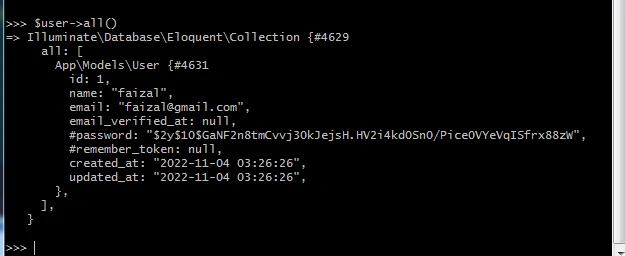 >>> $user->all()
=> Illuminate\Database\Eloquent\Collection {#4629
all: [
App\Models\User {#4631
id: 1,
name: "faizal",
email: "faizal@gmail.com",
email_verified_at: null,
#password: "$2y$10$GaNF2n8tmCvvj3OkJejsH.HV2i4kdOSnO/PiceOVYeVqISfrx88zW",
#remember_token: null,
created_at: "2022-11-04 03:26:26",
updated_at: "2022-11-04 03:26:26",
},
],
}
>>>